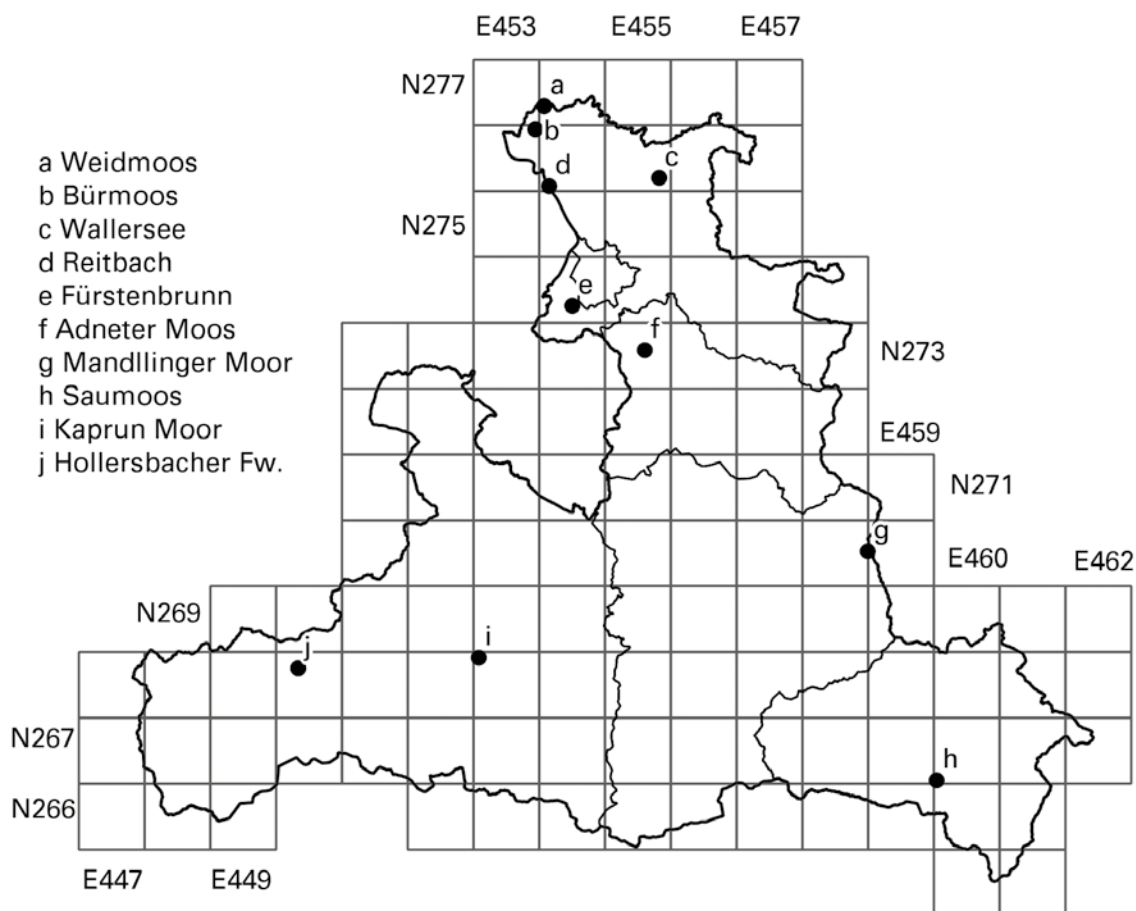 E453 E455 E457
N277
a
b
a Weidmoos
b Bürmoos
c Wallersee
d Reitbach
e Fürstenbrunn
f Adneter Moos
g Mandllinger Moor
h Saumoos
i Kaprun Moor
j Hollersbacher Fw.
d
c
N275
e
f
N273
E459
N271
g
E460
E462
N269
j
i
N267
h
N266
E447 E449